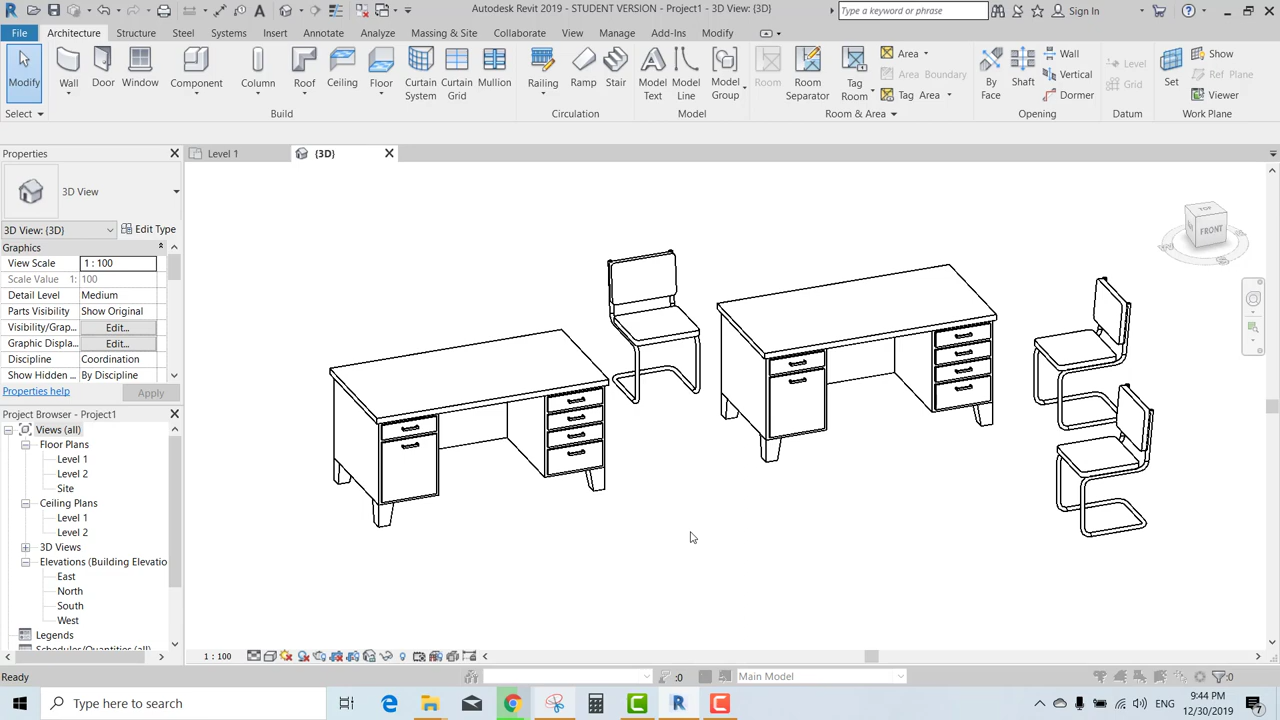 Autodesk Revit 2019 - STUDENT VERSION - Project1 - 3D View: {3D}
Type a keyword or phrase
Sign In
File Architecture Structure Steel Systems Insert Annotate Analyze Massing & Site Collaborate View Manage Add-Ins Modify
Modify Wall Door Window Component Column Roof Ceiling Curtain System Floor Curtain Grid Mullion Railing Ramp Stair Model Text Model Line Model Group Room Room Separator Tag Room
Area
Area Boundary
Tag Area
By Face Shaft Wall
Vertical
Dormer
Level
Grid
Set Show
Ref Plane
Viewer
Select Build Circulation Model Room & Area Opening Datum Work Plane
Properties
Level 1
{3D}
3D View
3D View: {3D}
Edit Type
Graphics
View Scale 1 : 100
Scale Value 1: 100
Detail Level Medium
Parts Visibility Show Original
Visibility/Grap... Edit...
Graphic Displa... Edit...
Discipline Coordination
Show Hidden By Discipline
Properties help
Apply
TOP
FRONT
Project Browser - Project1
Views (all)
Floor Plans
Level 1
Level 2
Site
Ceiling Plans
Level 1
Level 2
3D Views
Elevations (Building Elevatio
East
North
South
West
Legends
Schedules/Quantities (all)
1 : 100
Ready
:0
Main Model
:0
Type here to search
ENG
9:44 PM
12/30/2019
7